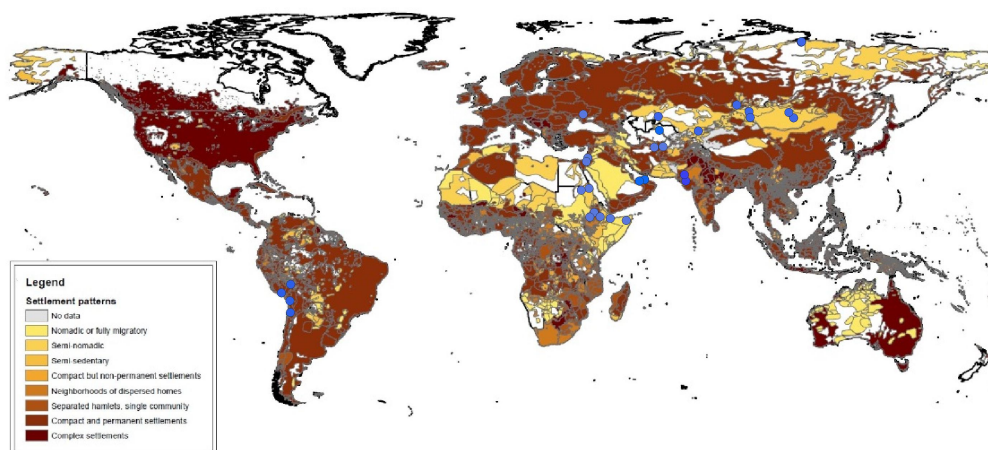 Legend
Settlement patterns
No data
Nomadic or fully migratory
Semi-nomadic
Semi-sedentary
Compact but non-permanent settlements
Neighborhoods of dispersed homes
Separated hamlets, single community
Compact and permanent settlements
Complex settlements